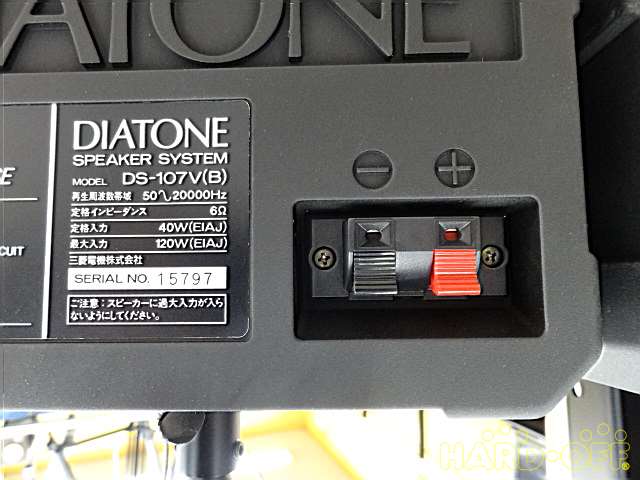 DIATONE
DIATONE
SPEAKER SYSTEM
MODEL DS-107V(B)
再生周波数帯域 50∿20000Hz
定格インピーダンス 6Ω
定格入力 40W(EIAJ)
最大入力 120W(EIAJ)
三菱電機株式会社
SERIAL NO. 15797
ご注意:スピーカーに過大入力が入ら
ないようにしてください。
CUIT
− +
HARD-OFF